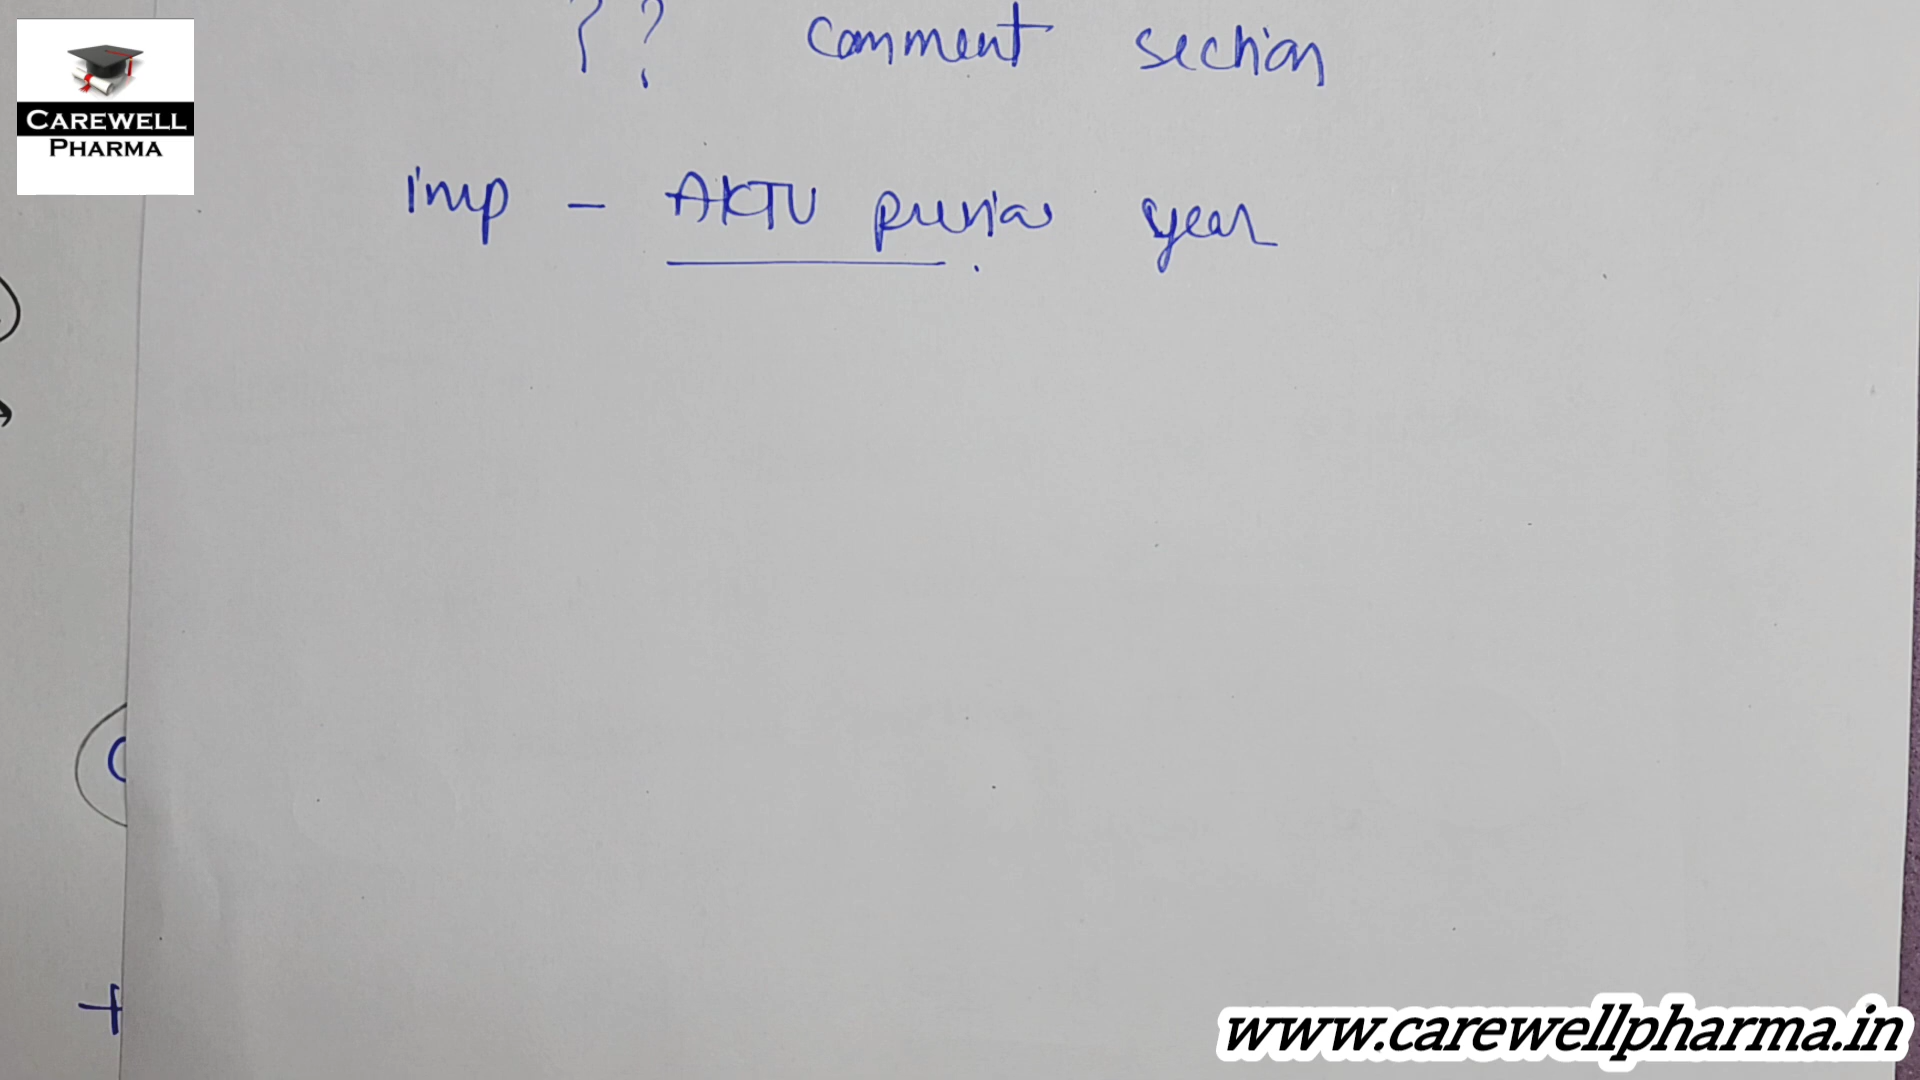 ?? comment section
CAREWELL
PHARMA
imp - AKTU previous year
www.carewellpharma.in